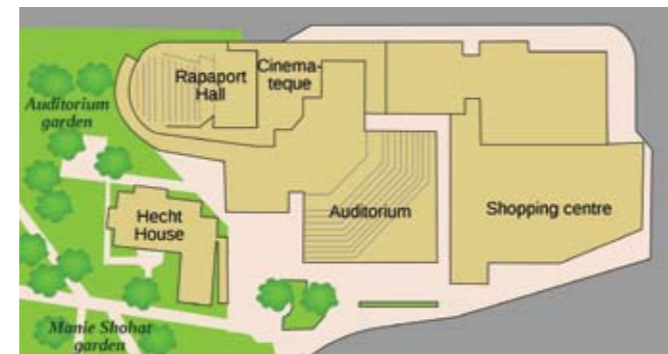 Rapaport
Hall
Cinema-
teque
Auditorium
garden
Hecht
House
Auditorium
Shopping centre
Manie Shohat
garden